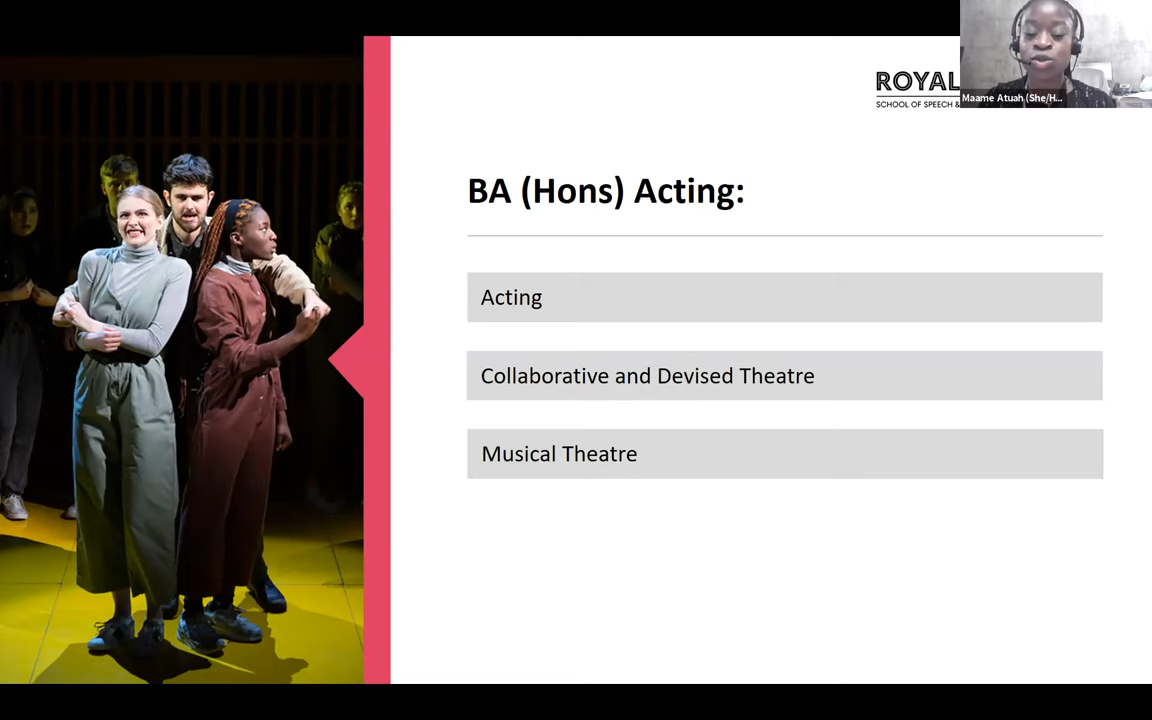 ROYAL
SCHOOL OF SPEECH &
Maame Atuah (She/H...
BA (Hons) Acting:
Acting
Collaborative and Devised Theatre
Musical Theatre